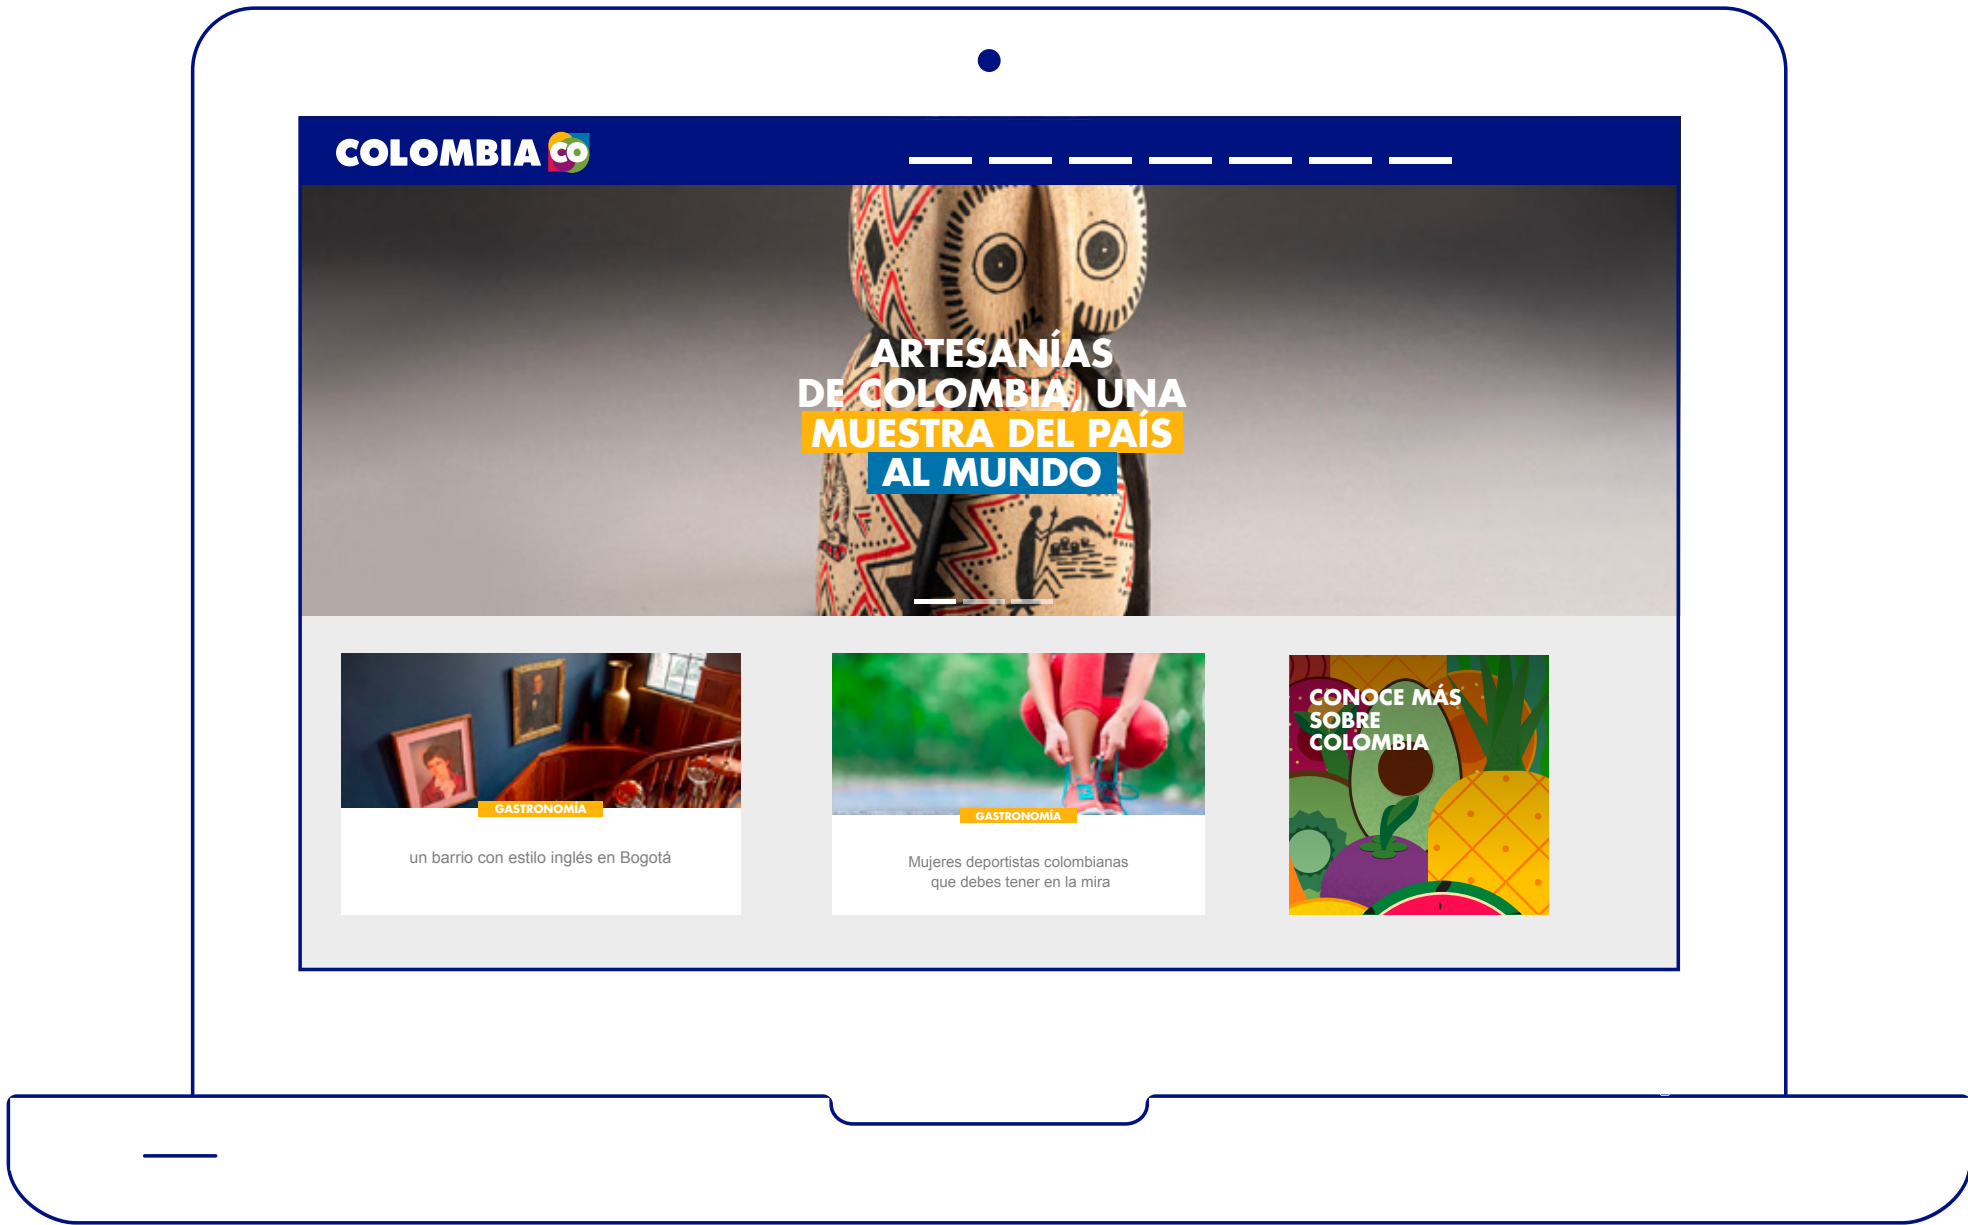 COLOMBIA CO
ARTESANÍAS
DE COLOMBIA, UNA
MUESTRA DEL PAÍS
AL MUNDO
GASTRONOMÍA
un barrio con estilo inglés en Bogotá
GASTRONOMÍA
Mujeres deportistas colombianas
que debes tener en la mira
CONOCE MÁS
SOBRE
COLOMBIA